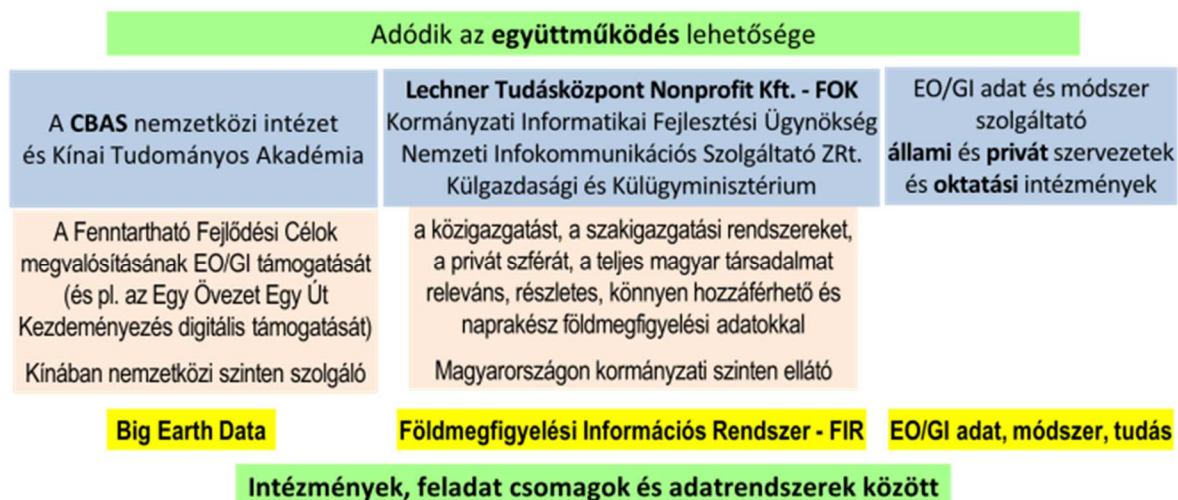 Adódik az együttműködés lehetősége
A CBAS nemzetközi intézet
és Kínai Tudományos Akadémia
Lechner Tudásközpont Nonprofit Kft. - FOK
Kormányzati Informatikai Fejlesztési Ügynökség
Nemzeti Infokommunikációs Szolgáltató ZRt.
Külgazdasági és Külügyminisztérium
EO/GI adat és módszer
szolgáltató
állami és privát szervezetek
és oktatási intézmények
A Fenntartható Fejlődési Célok
megvalósításának EO/GI támogatását
(és pl. az Egy Övezet Egy Út
Kezdeményezés digitális támogatását)
Kínában nemzetközi szinten szolgáló
a közigazgatást, a szakigazgatási rendszereket,
a privát szférát, a teljes magyar társadalmat
releváns, részletes, könnyen hozzáférhető és
naprakész földmegfigyelési adatokkal
Magyarországon kormányzati szinten ellátó
Big Earth Data
Földmegfigyelési Információs Rendszer - FIR
EO/GI adat, módszer, tudás
Intézmények, feladat csomagok és adatrendszerek között